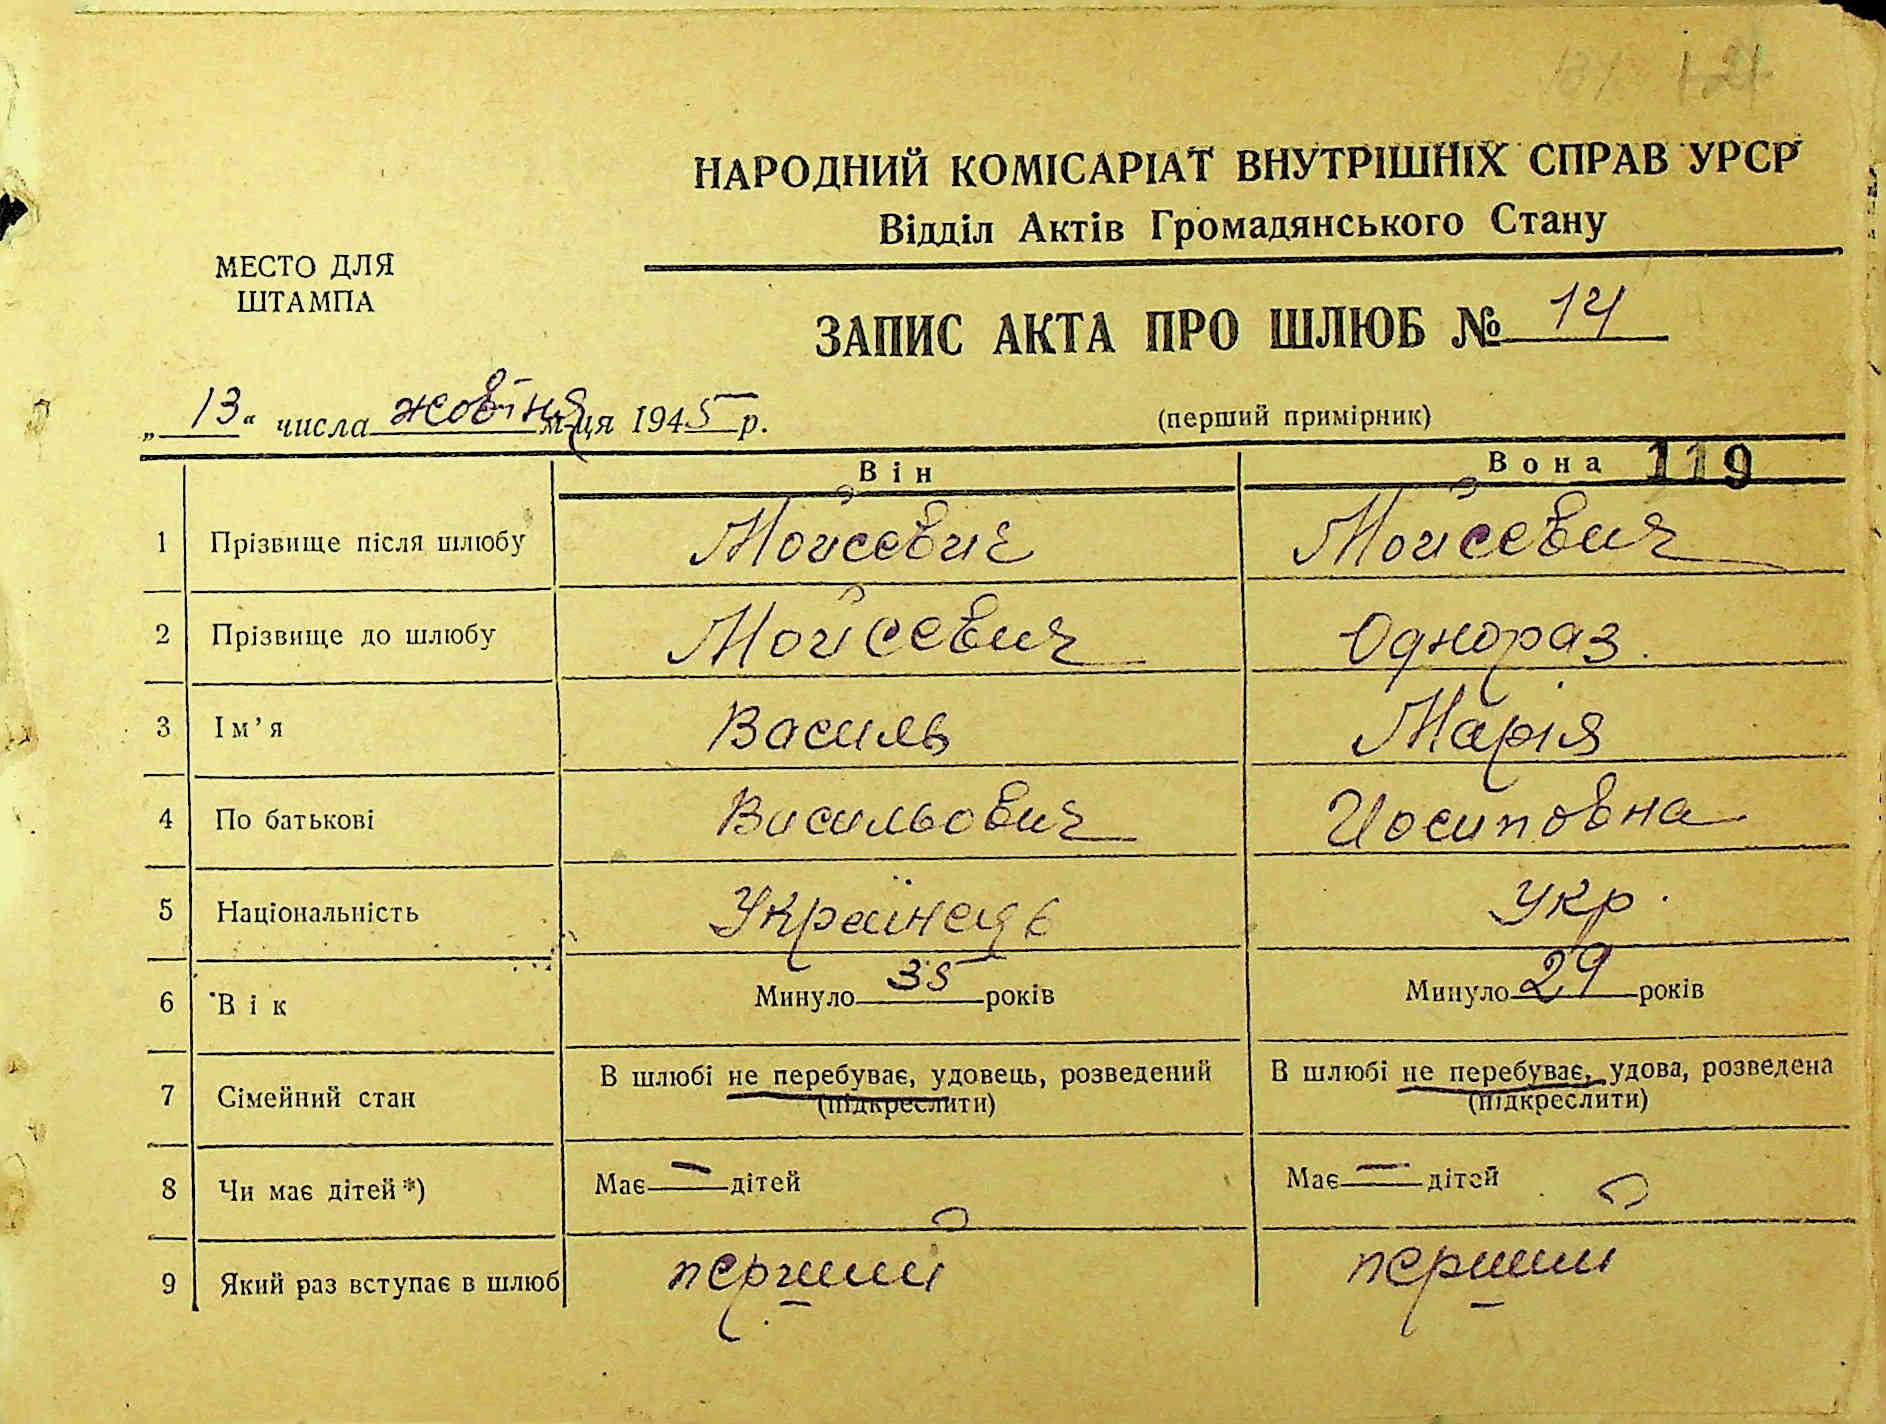 121
НАРОДНИЙ КОМІСАРІАТ ВНУТРІШНІХ СПРАВ УРСР
Відділ Актів Громадянського Стану
МЕСТО ДЛЯ
ШТАМПА
ЗАПИС АКТА ПРО ШЛЮБ № 14
„13“ числа жовтня м-ця 1945 р.
(перший примірник)
Він Вона 119
1 Прізвище після шлюбу Мойсевич Мойсевич
2 Прізвище до шлюбу Мойсевич Однораз
3 Ім’я Василь Марія
4 По батькові Васильович Йосиповна
5 Національність Українець Укр.
6 Вік Минуло 35 років Минуло 29 років
7 Сімейний стан В шлюбі не перебуває, удовець, розведений В шлюбі не перебуває, удова, розведена
(підкреслити) (підкреслити)
8 Чи має дітей*) Має — дітей Має — дітей
9 Який раз вступає в шлюб перший перший